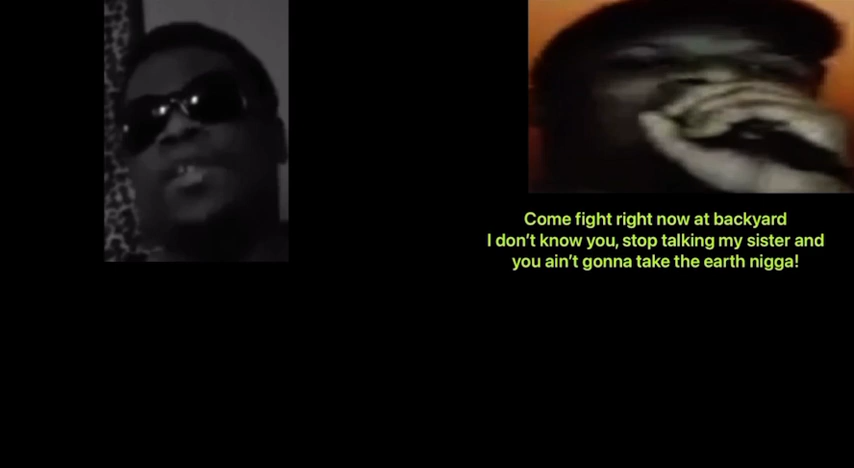 Come fight right now at backyard
I don't know you, stop talking my sister and
you ain't gonna take the earth nigga!